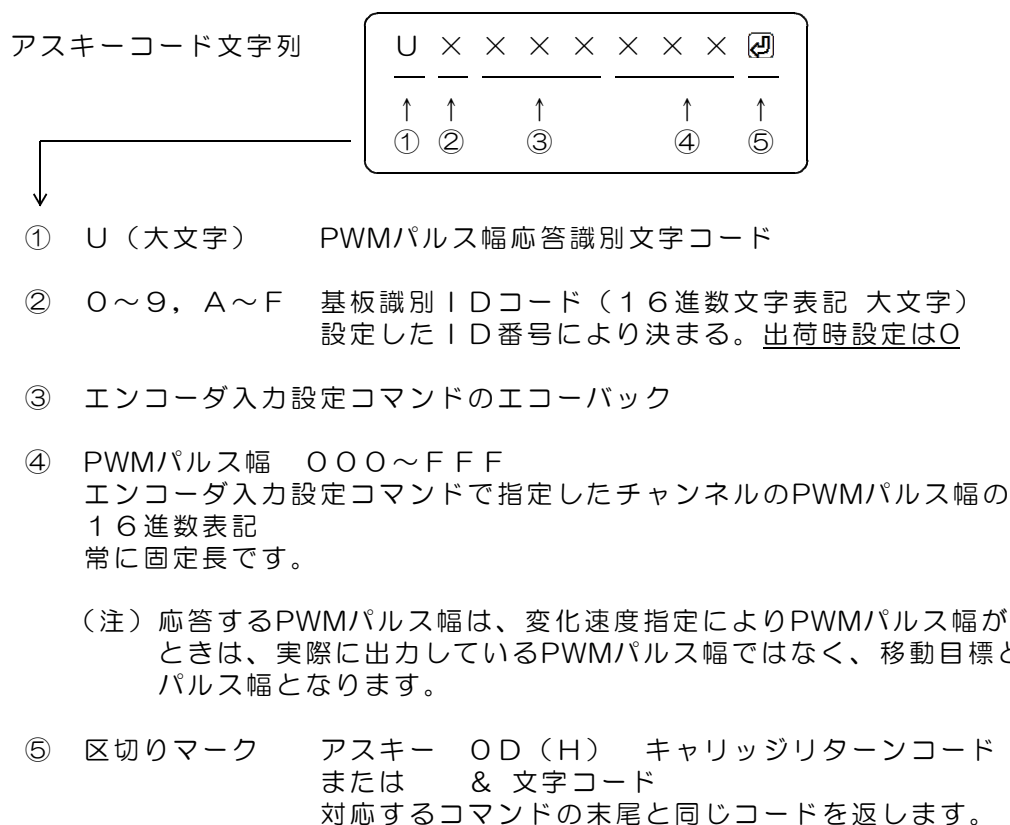 アスキーコード文字列
U × × × × × × × ⏎
↑ ↑ ↑ ↑ ↑
① ② ③ ④ ⑤
① U（大文字） PWMパルス幅応答識別文字コード
② 0～9，A～F 基板識別IDコード（16進数文字表記 大文字）
設定したID番号により決まる。出荷時設定は0
③ エンコーダ入力設定コマンドのエコーバック
④ PWMパルス幅 000～FFF
エンコーダ入力設定コマンドで指定したチャンネルのPWMパルス幅の
16進数表記
常に固定長です。
（注）応答するPWMパルス幅は、変化速度指定によりPWMパルス幅が
ときは、実際に出力しているPWMパルス幅ではなく、移動目標と
パルス幅となります。
⑤ 区切りマーク アスキー 0D（H） キャリッジリターンコード
または & 文字コード
対応するコマンドの末尾と同じコードを返します。